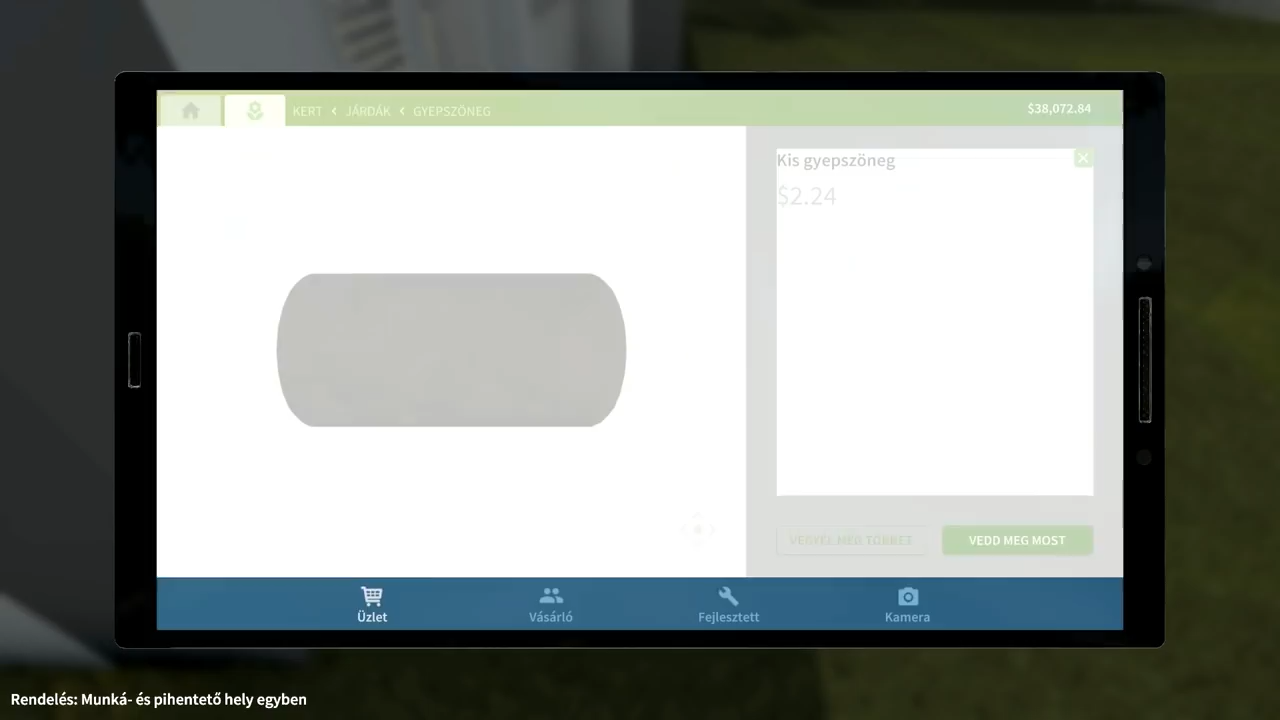 KERT < JÁRDÁK < GYEPSZÖNEG
$38,072.84
Kis gyepszöneg
$2.24
VEDD MEG MOST
Üzlet
Vásárló
Fejlesztett
Kamera
Rendelés: Munká- és pihentető hely egyben